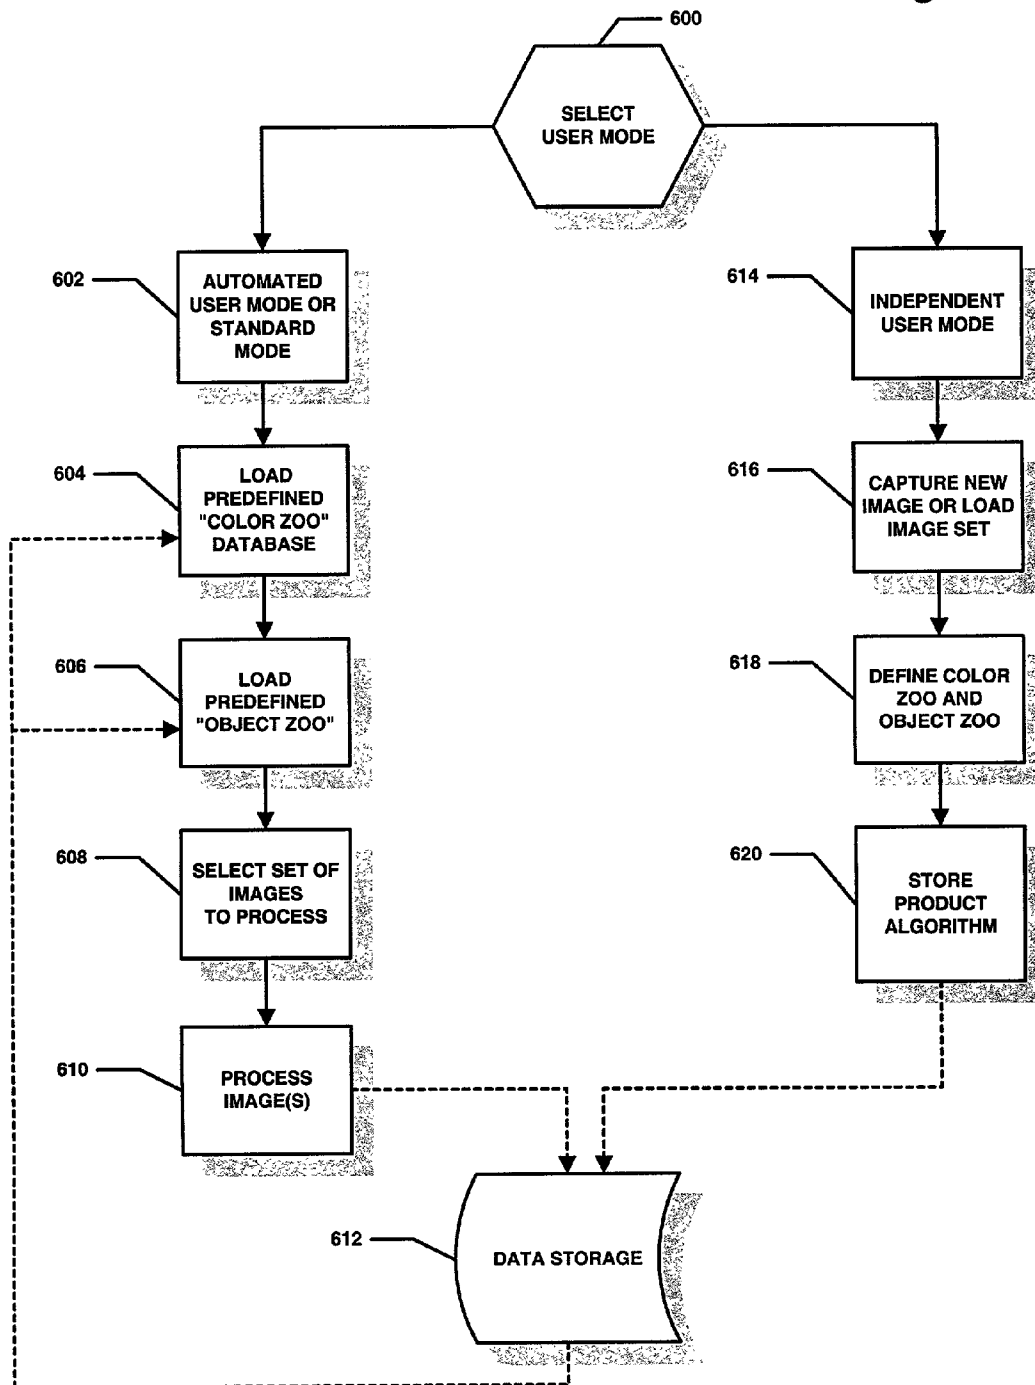 600
SELECT
USER MODE
602
AUTOMATED
USER MODE OR
STANDARD
MODE
614
INDEPENDENT
USER MODE
604
LOAD
PREDEFINED
"COLOR ZOO"
DATABASE
616
CAPTURE NEW
IMAGE OR LOAD
IMAGE SET
606
LOAD
PREDEFINED
"OBJECT ZOO"
618
DEFINE COLOR
ZOO AND
OBJECT ZOO
608
SELECT SET OF
IMAGES
TO PROCESS
620
STORE
PRODUCT
ALGORITHM
610
PROCESS
IMAGE(S)
612
DATA STORAGE